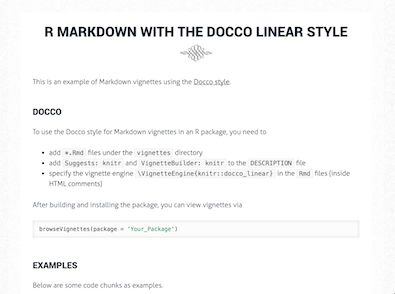 R MARKDOWN WITH THE DOCCO LINEAR STYLE
This is an example of Markdown vignettes using the Docco style.
DOCCO
To use the Docco style for Markdown vignettes in an R package, you need to
• add *.Rmd files under the vignettes directory
• add Suggests: knitr and VignetteBuilder: knitr to the DESCRIPTION file
• specify the vignette engine \VignetteEngine{knitr::docco_linear} in the Rmd files (inside
HTML comments)
After building and installing the package, you can view vignettes via
browseVignettes(package = 'Your_Package')
EXAMPLES
Below are some code chunks as examples.